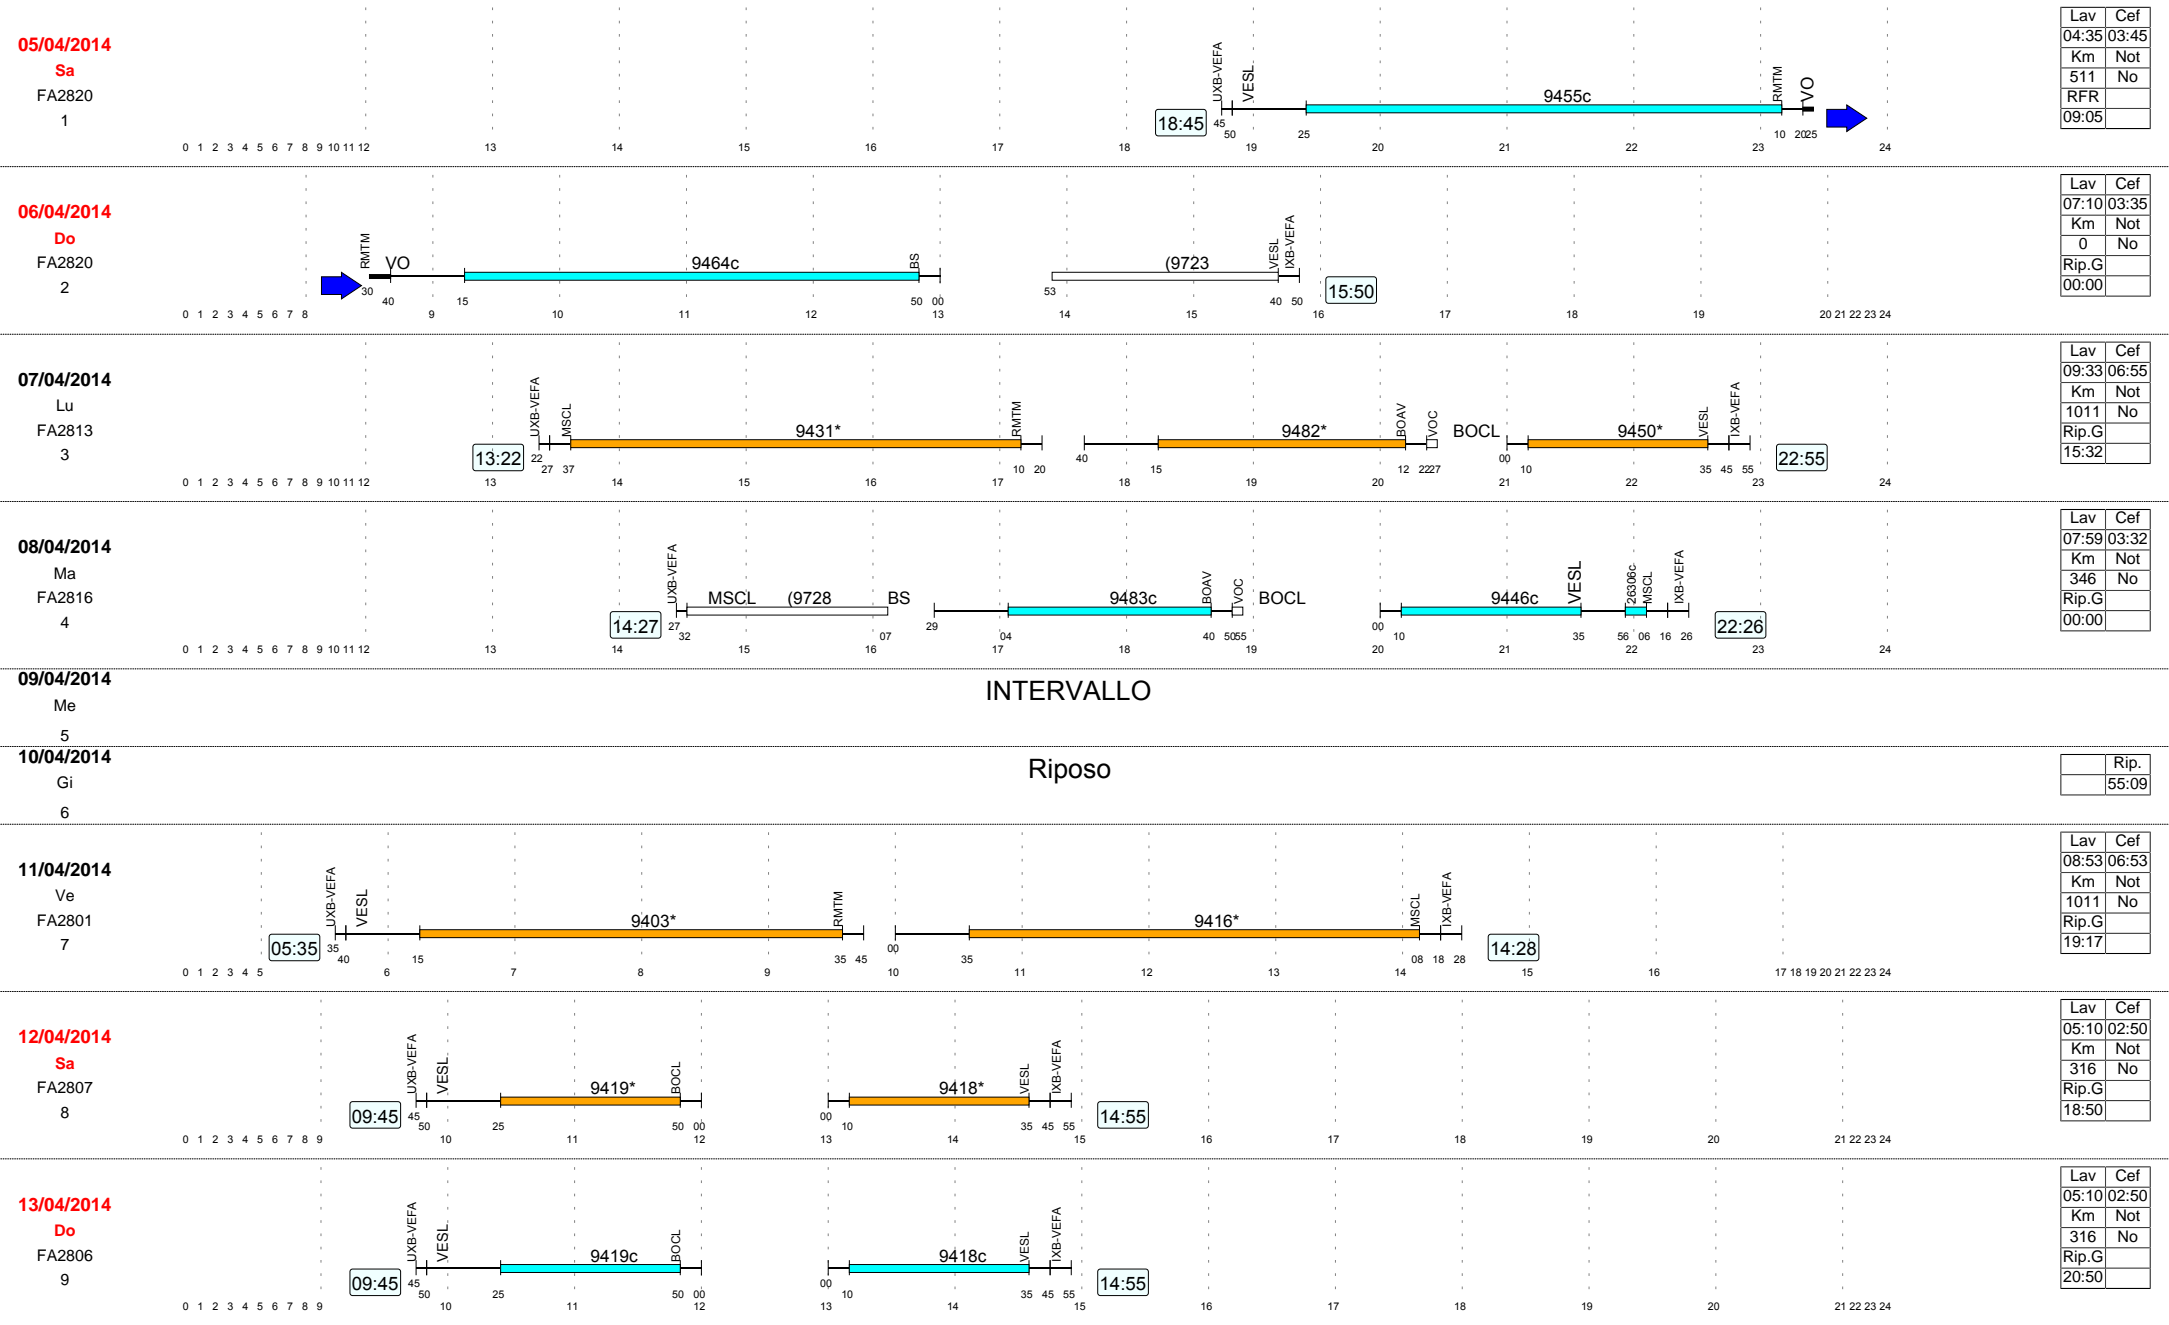 05/04/2014
Sa
FA2820
1
18:45
UXB-VEFA
VESL
9455c
RMTM
VO
45 50 25 10 20 25
0 1 2 3 4 5 6 7 8 9 10 11 12 13 14 15 16 17 18 19 20 21 22 23 24
Lav Cef
04:35 03:45
Km Not
511 No
RFR
09:05
06/04/2014
Do
FA2820
2
RMTM
VO
9464c
BS
(9723
VESL
IXB-VEFA
15:50
30 40 15 50 00 53 40 50
0 1 2 3 4 5 6 7 8 9 10 11 12 13 14 15 16 17 18 19 20 21 22 23 24
Lav Cef
07:10 03:35
Km Not
0 No
Rip.G
00:00
07/04/2014
Lu
FA2813
3
13:22
UXB-VEFA
MSCL
9431*
RMTM
9482*
BOAV
VOC
BOCL
9450*
VESL
IXB-VEFA
22:55
22 27 37 10 20 40 15 12 22 27 00 10 35 45 55
0 1 2 3 4 5 6 7 8 9 10 11 12 13 14 15 16 17 18 19 20 21 22 23 24
Lav Cef
09:33 06:55
Km Not
1011 No
Rip.G
15:32
08/04/2014
Ma
FA2816
4
14:27
UXB-VEFA
MSCL (9728 BS
9483c
BOAV
VOC
BOCL
9446c
VESL
26306c
MSCL
IXB-VEFA
22:26
27 32 07 29 04 40 50 55 00 10 35 56 06 16 26
0 1 2 3 4 5 6 7 8 9 10 11 12 13 14 15 16 17 18 19 20 21 22 23 24
Lav Cef
07:59 03:32
Km Not
346 No
Rip.G
00:00
09/04/2014
Me
5
INTERVALLO
10/04/2014
Gi
6
Riposo
Rip.
55:09
11/04/2014
Ve
FA2801
7
05:35
UXB-VEFA
VESL
9403*
RMTM
9416*
MSCL
IXB-VEFA
14:28
35 40 15 35 45 00 35 08 18 28
0 1 2 3 4 5 6 7 8 9 10 11 12 13 14 15 16 17 18 19 20 21 22 23 24
Lav Cef
08:53 06:53
Km Not
1011 No
Rip.G
19:17
12/04/2014
Sa
FA2807
8
09:45
UXB-VEFA
VESL
9419*
BOCL
9418*
VESL
IXB-VEFA
14:55
45 50 25 50 00 00 10 35 45 55
0 1 2 3 4 5 6 7 8 9 10 11 12 13 14 15 16 17 18 19 20 21 22 23 24
Lav Cef
05:10 02:50
Km Not
316 No
Rip.G
18:50
13/04/2014
Do
FA2806
9
09:45
UXB-VEFA
VESL
9419c
BOCL
9418c
VESL
IXB-VEFA
14:55
45 50 25 50 00 00 10 35 45 55
0 1 2 3 4 5 6 7 8 9 10 11 12 13 14 15 16 17 18 19 20 21 22 23 24
Lav Cef
05:10 02:50
Km Not
316 No
Rip.G
20:50